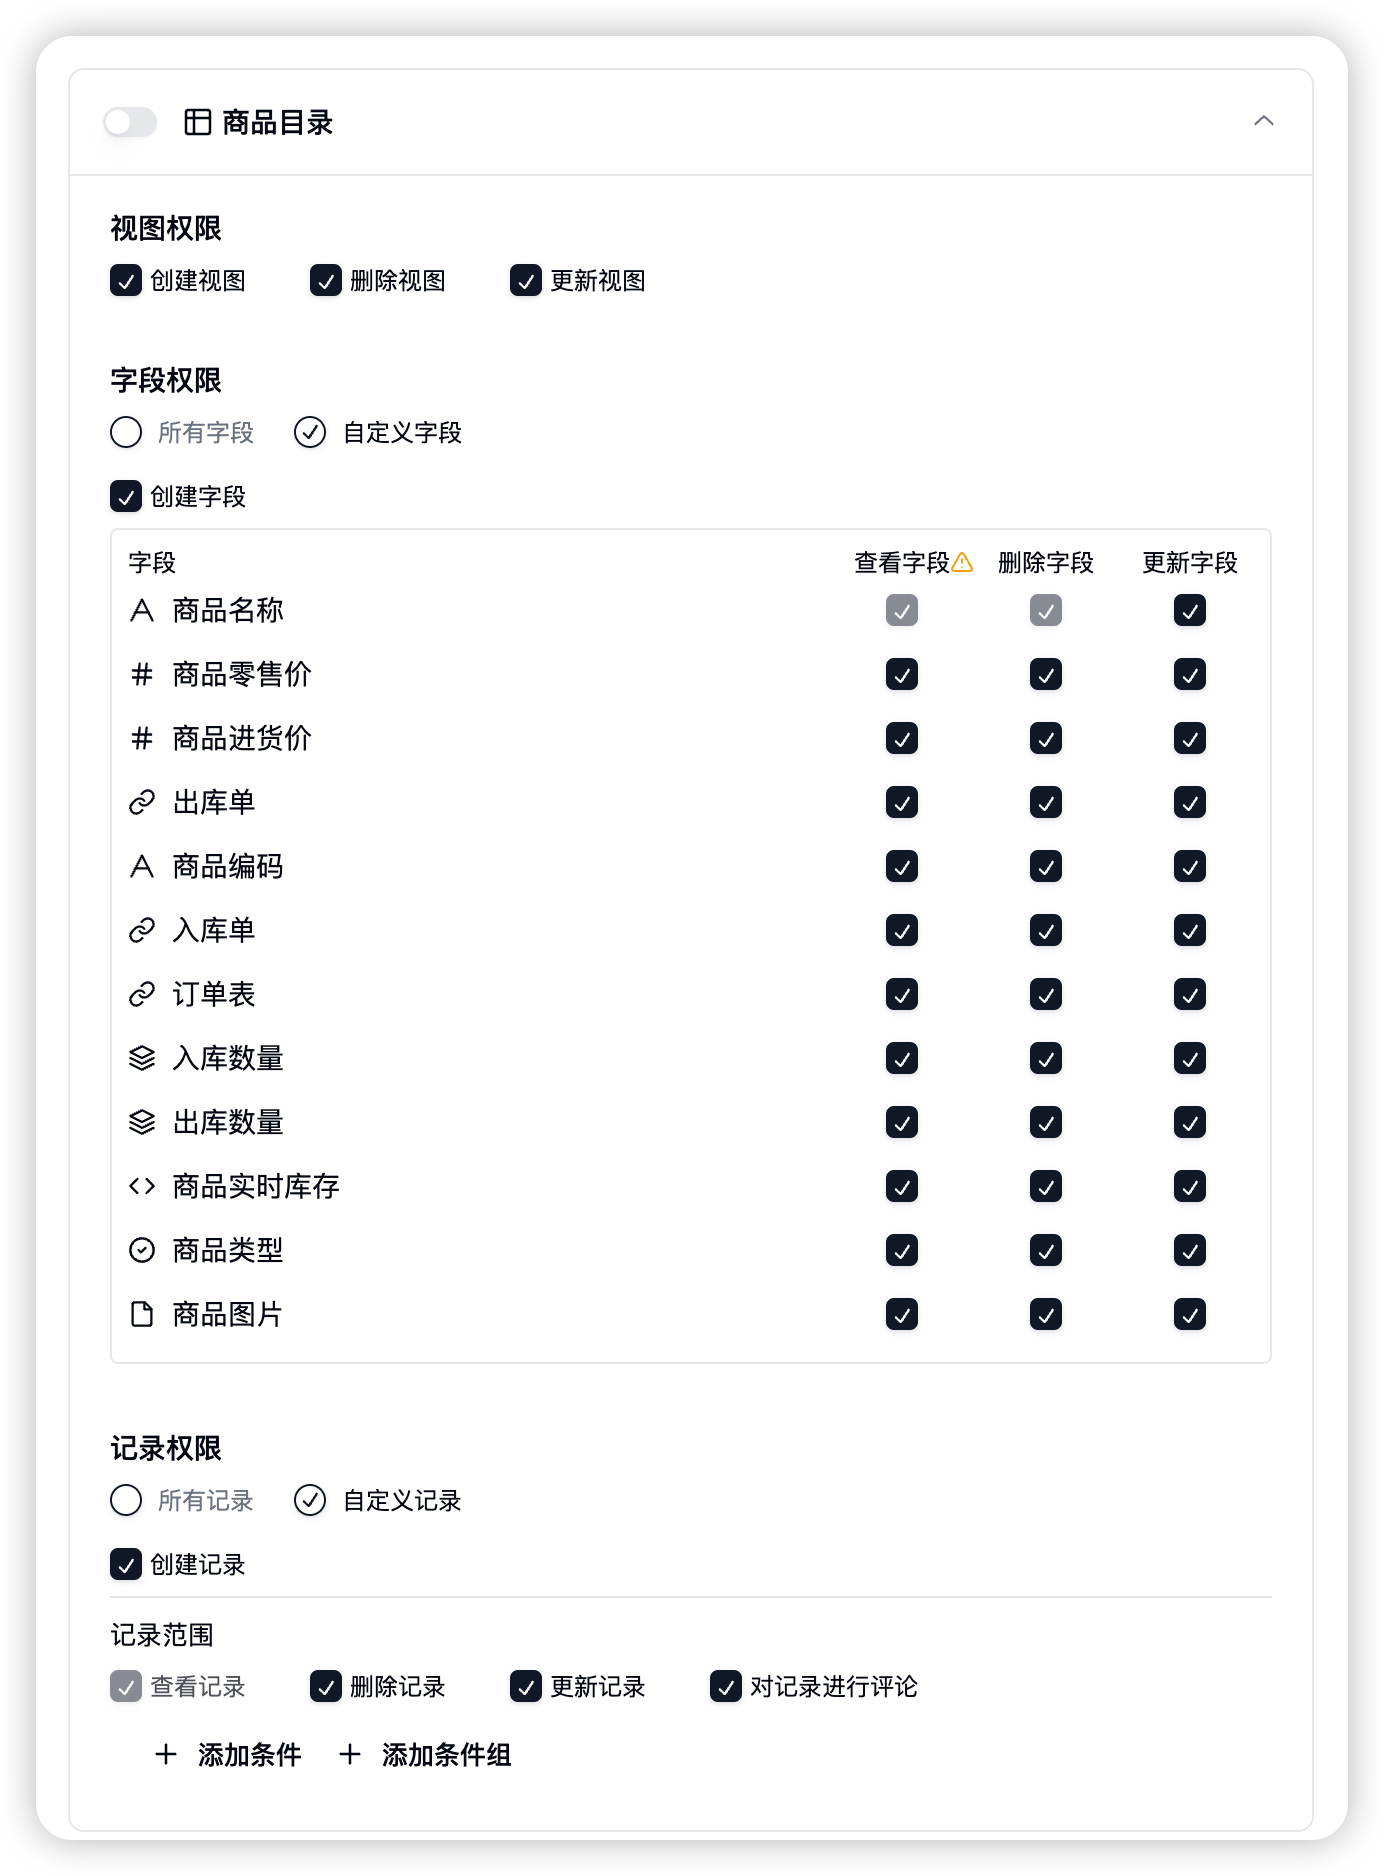 商品目录
视图权限
创建视图 删除视图 更新视图
字段权限
所有字段 自定义字段
创建字段
字段 查看字段 删除字段 更新字段
商品名称
商品零售价
商品进货价
出库单
商品编码
入库单
订单表
入库数量
出库数量
商品实时库存
商品类型
商品图片
记录权限
所有记录 自定义记录
创建记录
记录范围
查看记录 删除记录 更新记录 对记录进行评论
+ 添加条件 + 添加条件组